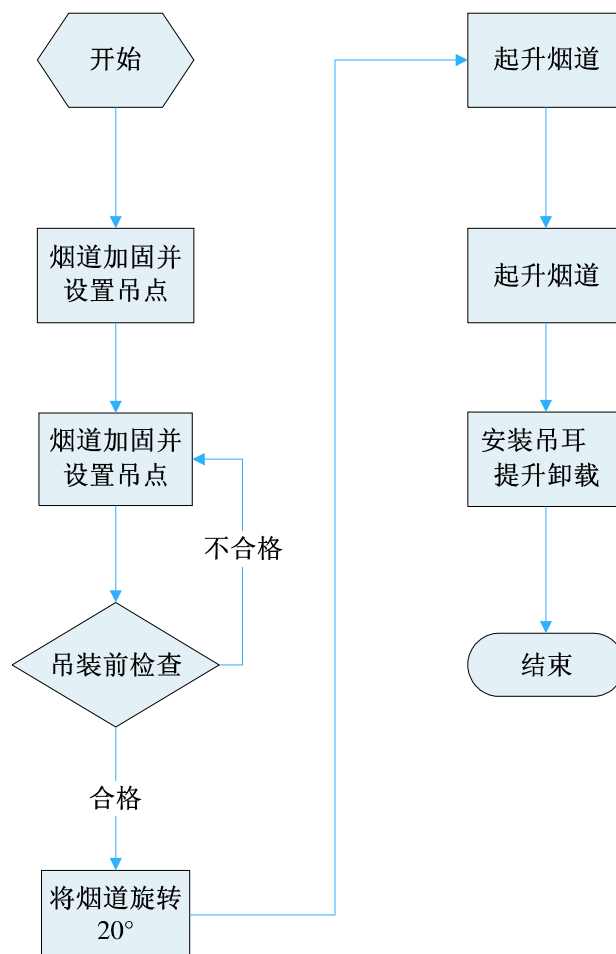 开始
烟道加固并
设置吊点
烟道加固并
设置吊点
不合格
吊装前检查
合格
将烟道旋转
20°
起升烟道
起升烟道
安装吊耳
提升卸载
结束